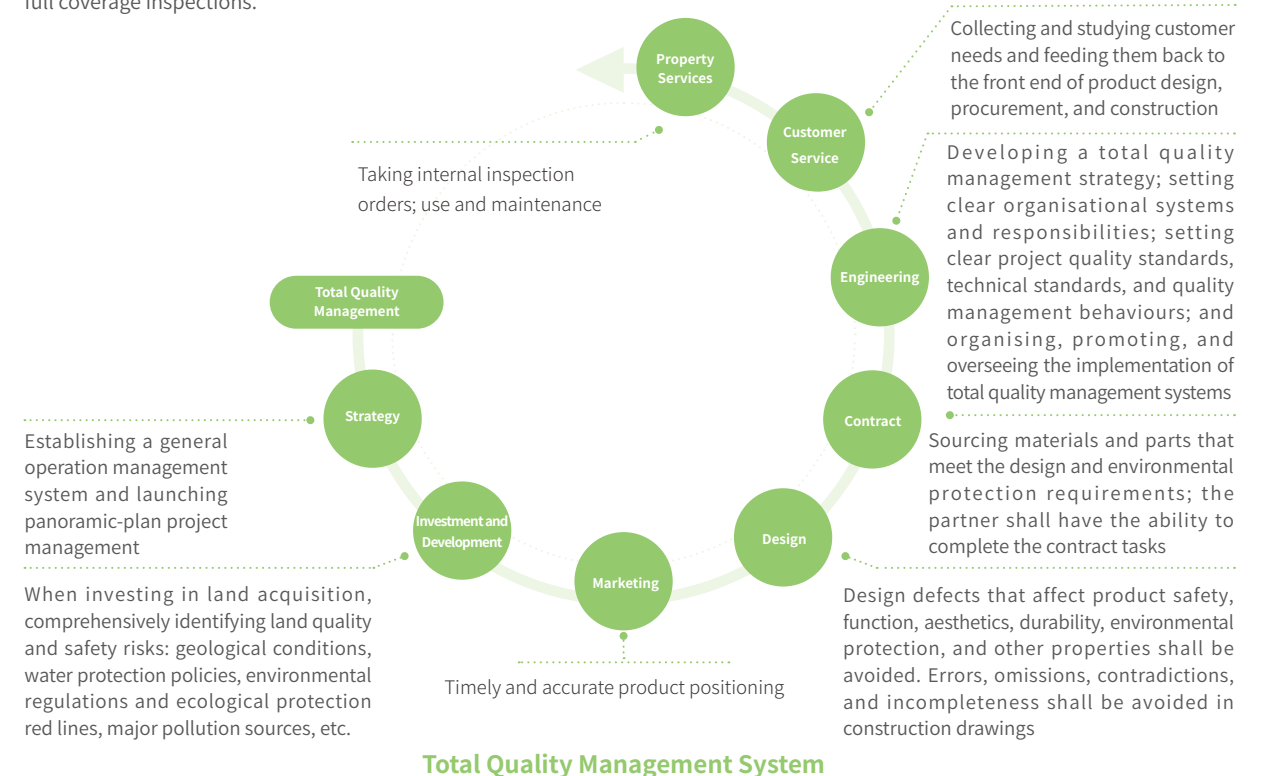 full coverage inspections.
Property
Services
Customer
Service
Collecting and studying customer
needs and feeding them back to
the front end of product design,
procurement, and construction
Taking internal inspection
orders; use and maintenance
Developing a total quality
management strategy; setting
clear organisational systems
and responsibilities; setting
clear project quality standards,
technical standards, and quality
management behaviours; and
organising, promoting, and
overseeing the implementation of
total quality management systems
Engineering
Total Quality
Management
Strategy
Contract
Establishing a general
operation management
system and launching
panoramic-plan project
management
Sourcing materials and parts that
meet the design and environmental
protection requirements; the
partner shall have the ability to
complete the contract tasks
Investment and
Development
Marketing
Design
When investing in land acquisition,
comprehensively identifying land quality
and safety risks: geological conditions,
water protection policies, environmental
regulations and ecological protection
red lines, major pollution sources, etc.
Timely and accurate product positioning
Design defects that affect product safety,
function, aesthetics, durability, environmental
protection, and other properties shall be
avoided. Errors, omissions, contradictions,
and incompleteness shall be avoided in
construction drawings
Total Quality Management System